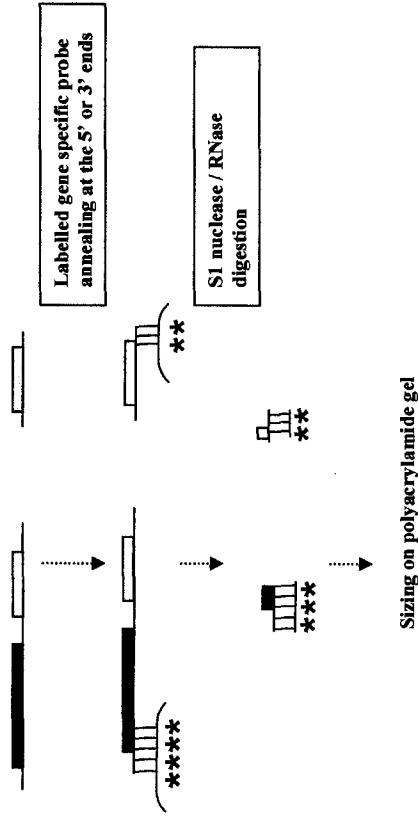 Labelled gene specific probe
annealing at the 5' or 3' ends
S1 nuclease / RNase
digestion
****
**
***
**
Sizing on polyacrylamide gel